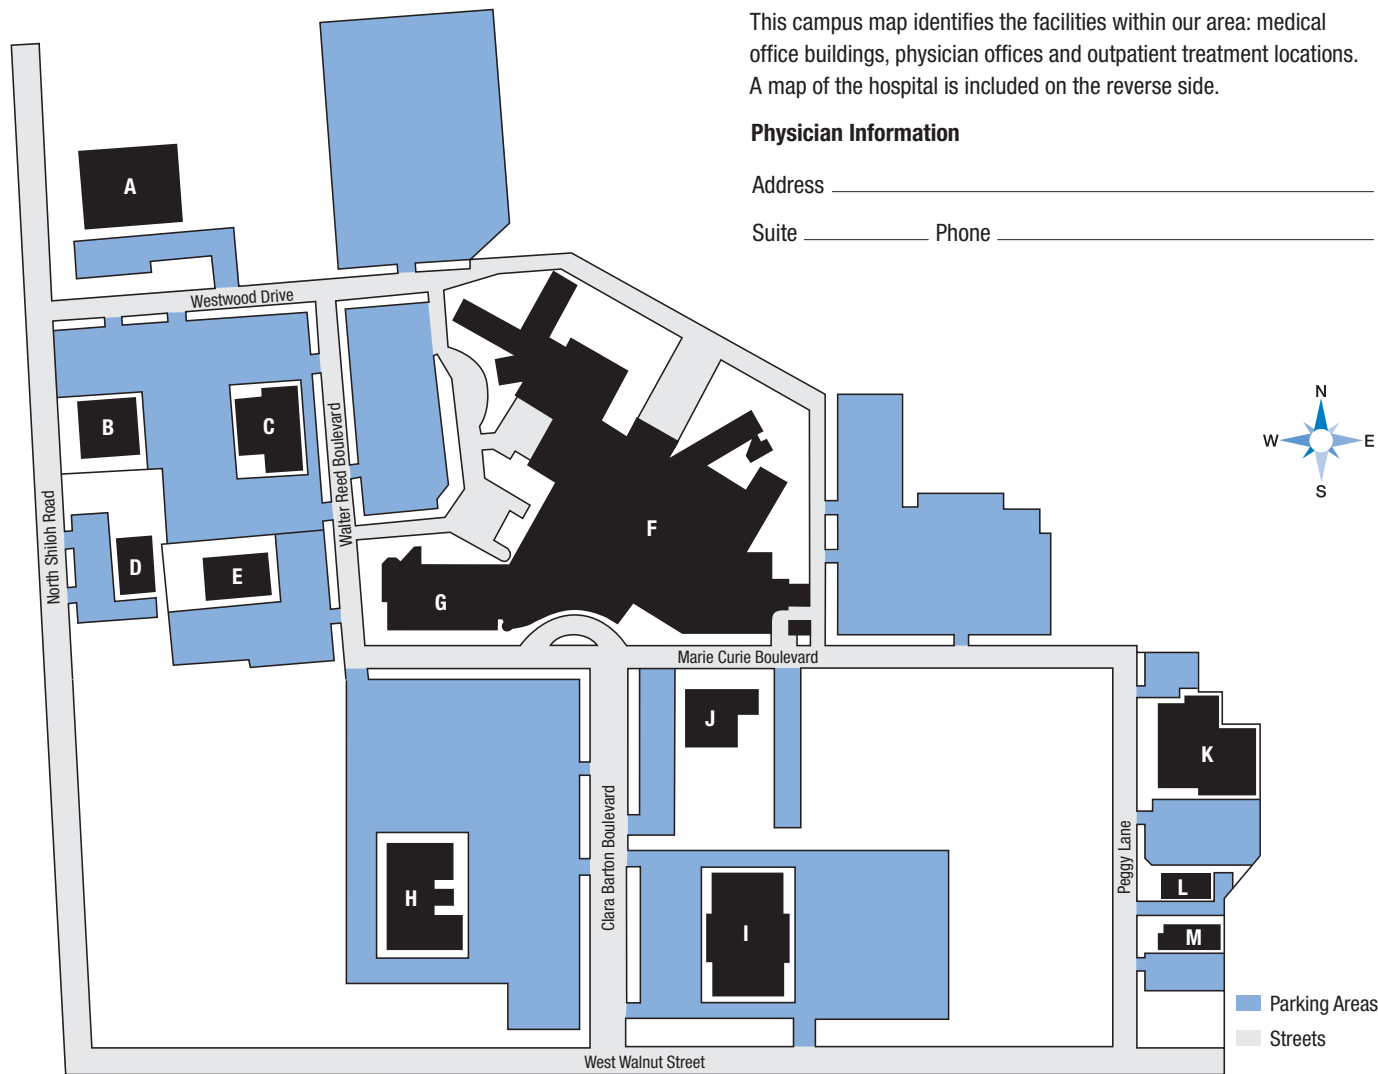 This campus map identifies the facilities within our area: medical
office buildings, physician offices and outpatient treatment locations.
A map of the hospital is included on the reverse side.
Physician Information
Address
Suite Phone
A
Westwood Drive
B
C
Walter Reed Boulevard
North Shiloh Road
D
E
F
G
N
W E
S
Marie Curie Boulevard
J
K
Clara Barton Boulevard
Peggy Lane
H
I
L
M
Parking Areas
Streets
West Walnut Street